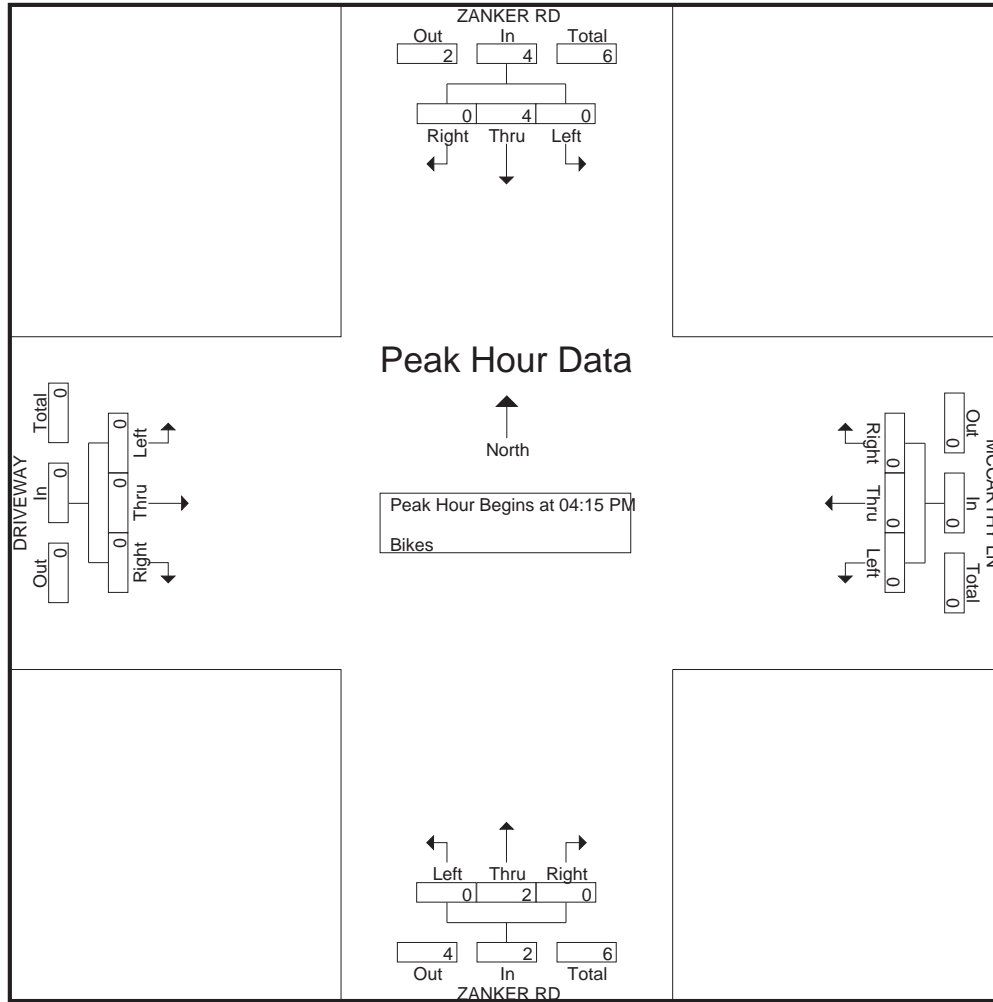 ZANKER RD
Out In Total
2 4 6
0 4 0
Right Thru Left
Peak Hour Data
North
Peak Hour Begins at 04:15 PM
Bikes
DRIVEWAY
Out In Total
0 0 0
0 0 0
Right Thru Left
MCCARTHY LN
Out In Total
0 0 0
0 0 0
Right Thru Left
Left Thru Right
0 2 0
4 2 6
Out In Total
ZANKER RD